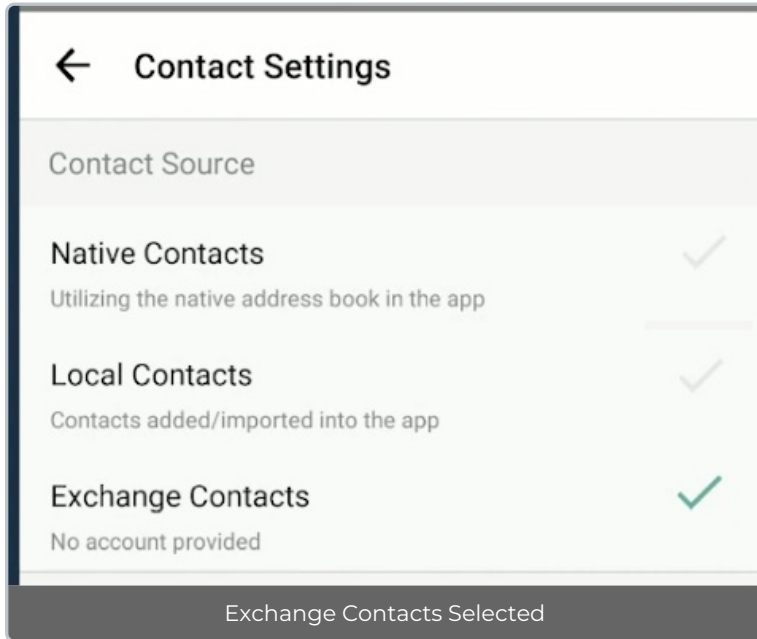 Contact Settings
Contact Source
Native Contacts
Utilizing the native address book in the app
Local Contacts
Contacts added/imported into the app
Exchange Contacts
No account provided
Exchange Contacts Selected